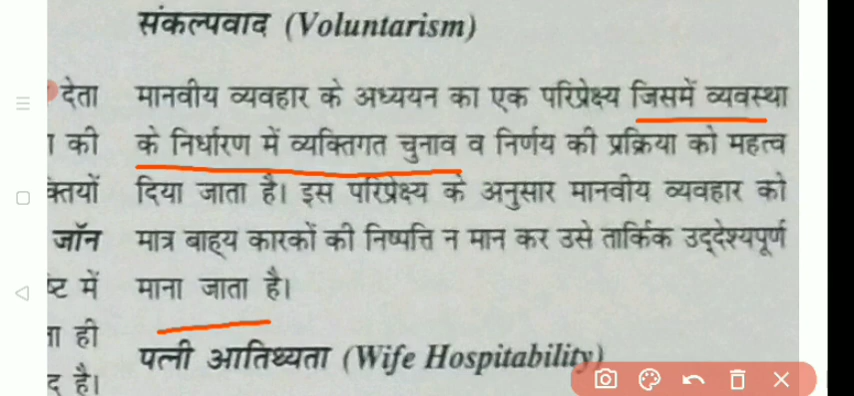 संकल्पवाद (Voluntarism)
देता
की
क्तियों
जॉन
ष्ट में
ा ही
द है।
मानवीय व्यवहार के अध्ययन का एक परिप्रेक्ष्य जिसमें व्यवस्था
के निर्धारण में व्यक्तिगत चुनाव व निर्णय की प्रक्रिया को महत्व
दिया जाता है। इस परिप्रेक्ष्य के अनुसार मानवीय व्यवहार को
मात्र बाह्य कारकों की निष्पत्ति न मान कर उसे तार्किक उद्देश्यपूर्ण
माना जाता है।
पत्नी आतिथ्यता (Wife Hospitability)